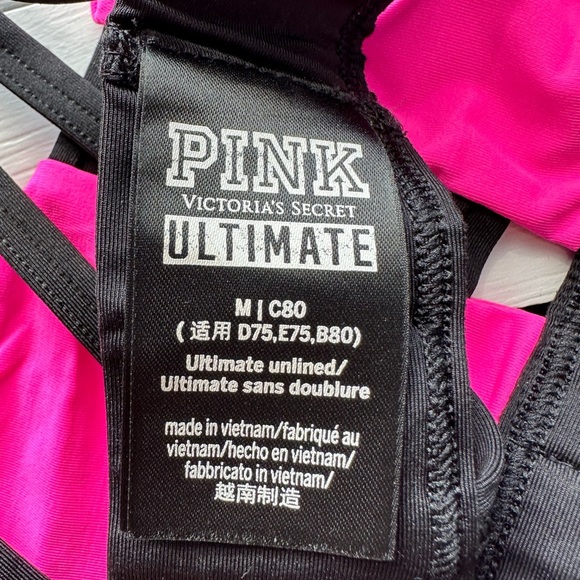 PINK
VICTORIA'S SECRET
ULTIMATE
M | C80
( 适用 D75,E75,B80)
Ultimate unlined/
Ultimate sans doublure
made in vietnam/fabriqué au
vietnam/hecho en vietnam/
fabbricato in vietnam/
越南制造